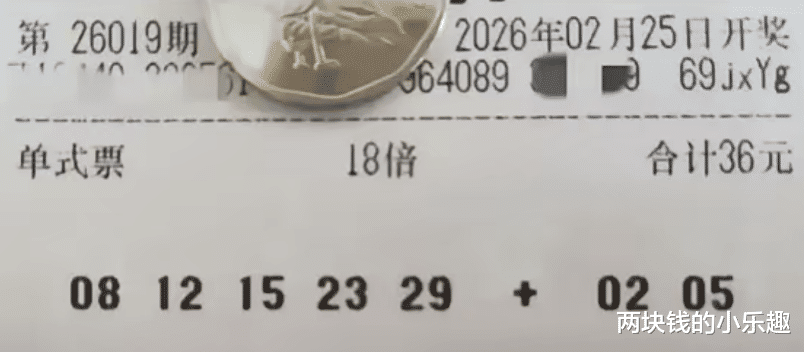 第 26019期 2026年02月25日开奖
64089 69jxYg
单式票 18倍 合计36元
08 12 15 23 29 + 02 05
两块钱的小乐趣